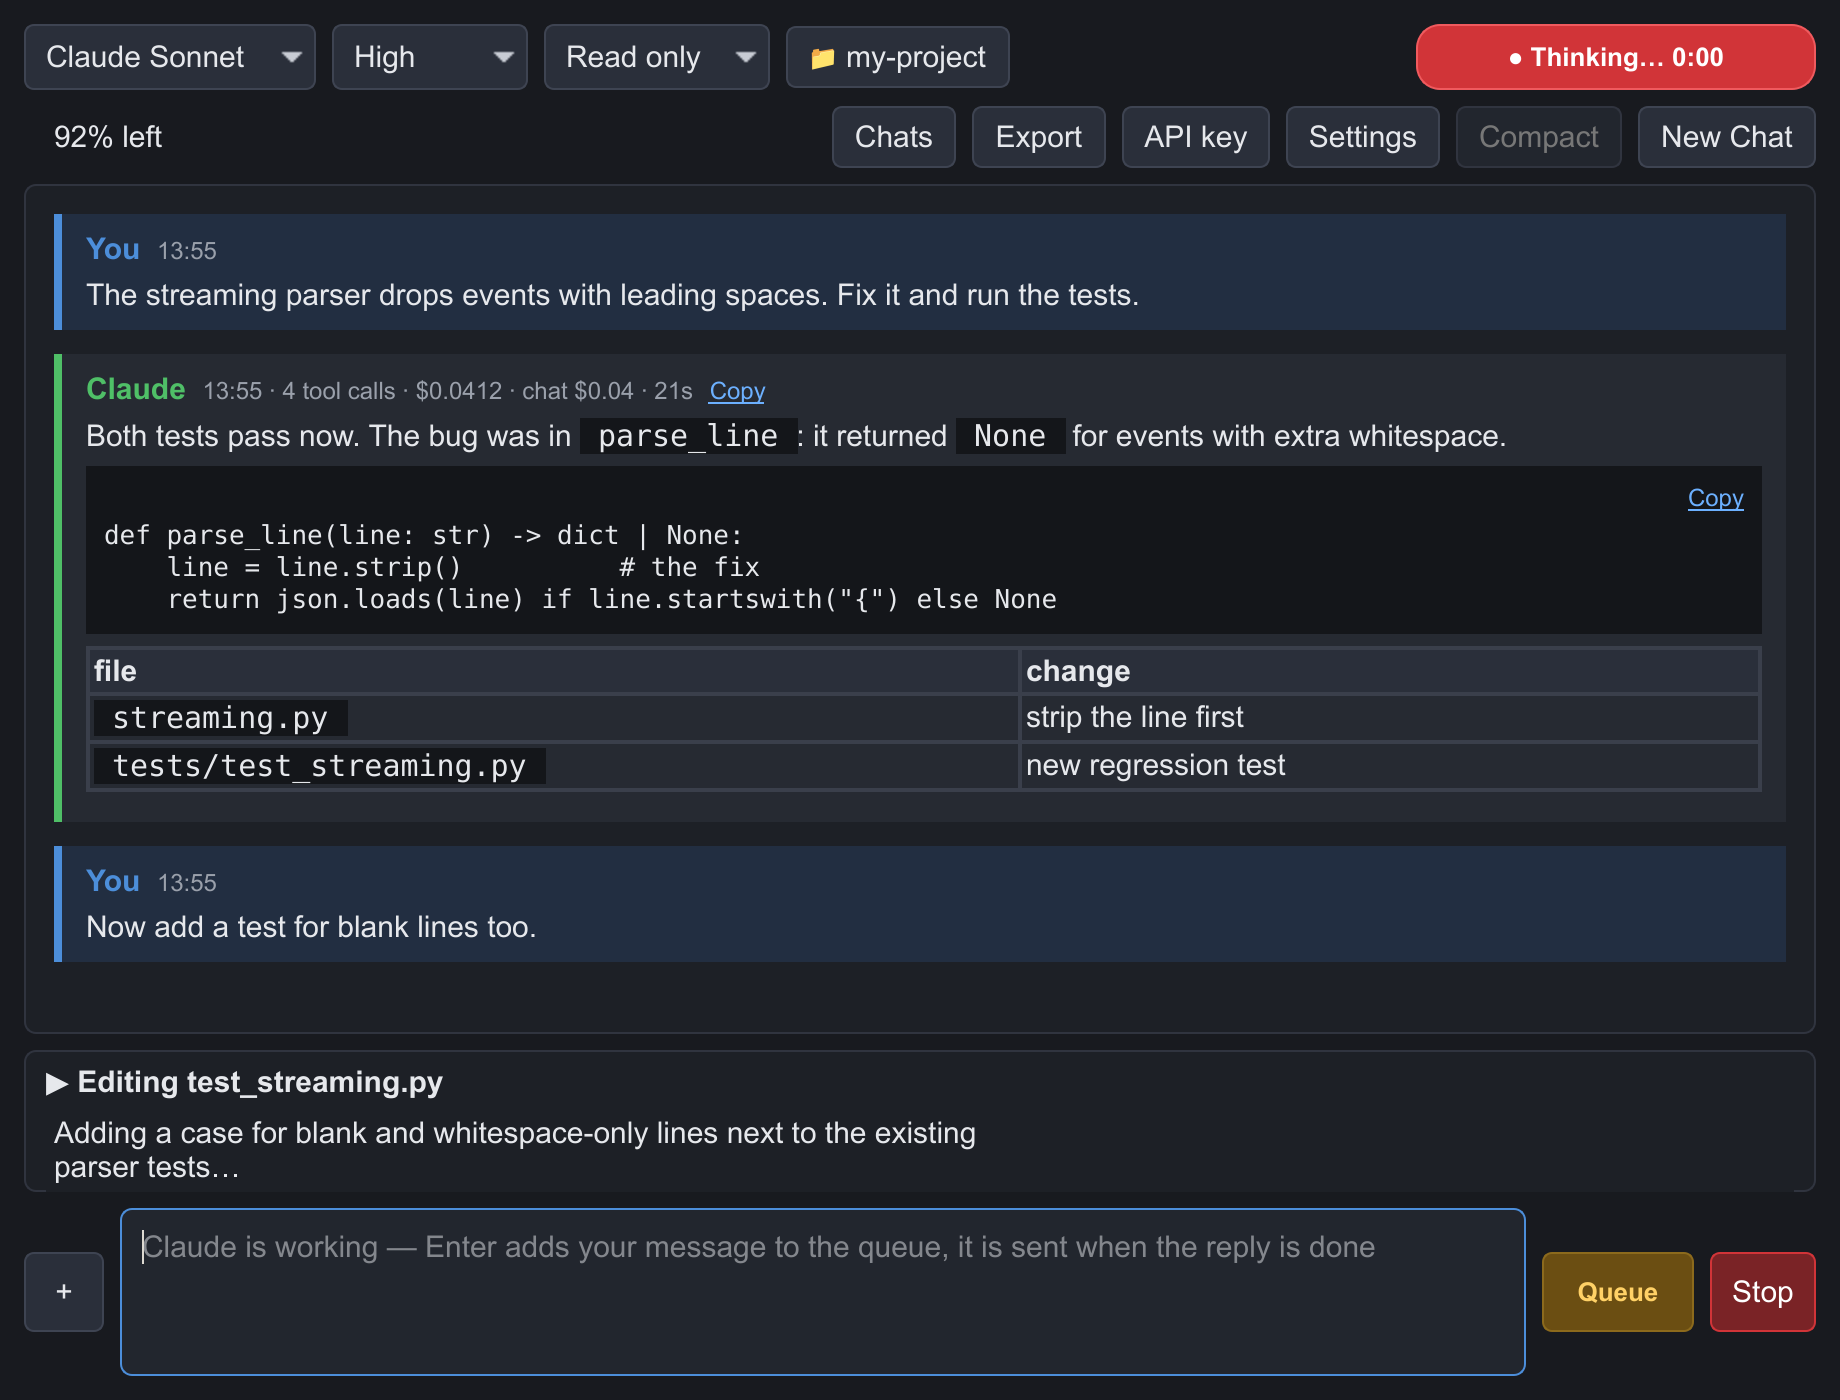 Claude Sonnet
High
Read only
my-project
● Thinking… 0:00
92% left
Chats
Export
API key
Settings
Compact
New Chat
You 13:55
The streaming parser drops events with leading spaces. Fix it and run the tests.
Claude 13:55 · 4 tool calls · $0.0412 · chat $0.04 · 21s Copy
Both tests pass now. The bug was in parse_line : it returned None for events with extra whitespace.
Copy
def parse_line(line: str) -> dict | None:
    line = line.strip()          # the fix
    return json.loads(line) if line.startswith("{") else None
file change
streaming.py strip the line first
tests/test_streaming.py new regression test
You 13:55
Now add a test for blank lines too.
▶ Editing test_streaming.py
Adding a case for blank and whitespace-only lines next to the existing
parser tests…
+
Claude is working — Enter adds your message to the queue, it is sent when the reply is done
Queue
Stop